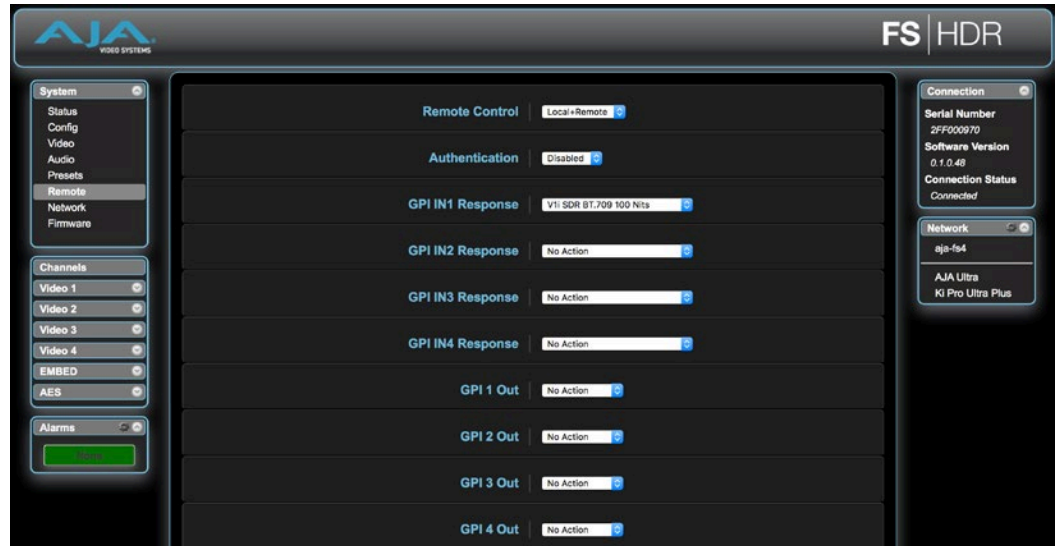 AJA
VIDEO SYSTEMS
FS HDR
System
Status
Config
Video
Audio
Presets
Remote
Network
Firmware
Channels
Video 1
Video 2
Video 3
Video 4
EMBED
AES
Alarms
None
Remote Control Local+Remote
Authentication Disabled
GPI IN1 Response V1i SDR BT.709 100 Nits
GPI IN2 Response No Action
GPI IN3 Response No Action
GPI IN4 Response No Action
GPI 1 Out No Action
GPI 2 Out No Action
GPI 3 Out No Action
GPI 4 Out No Action
Connection
Serial Number
2FF000970
Software Version
0.1.0.48
Connection Status
Connected
Network
aja-fs4
AJA Ultra
Ki Pro Ultra Plus